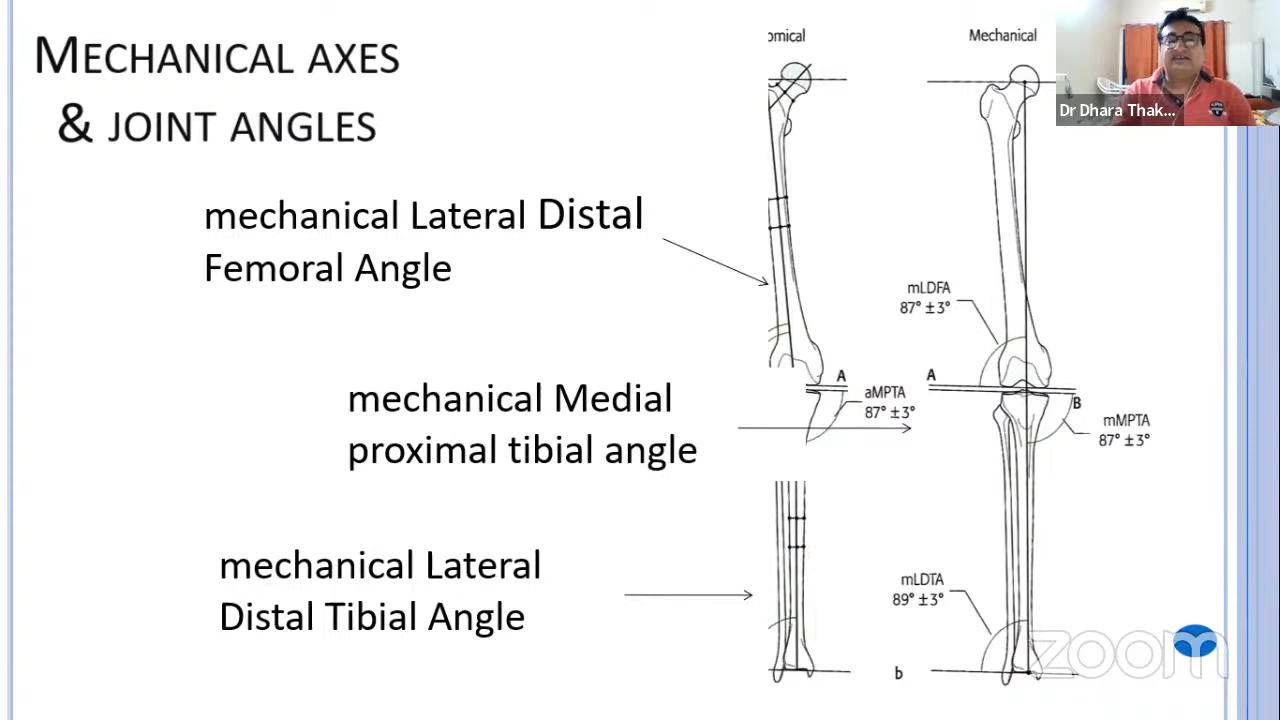 MECHANICAL AXES
& JOINT ANGLES
mechanical Lateral Distal
Femoral Angle
mechanical Medial
proximal tibial angle
mechanical Lateral
Distal Tibial Angle
omical
Mechanical
mLDFA
87° ±3°
A
A
aMPTA
87° ±3°
B
mMPTA
87° ±3°
mLDTA
89° ±3°
b
Dr Dhara Thak...
zoom